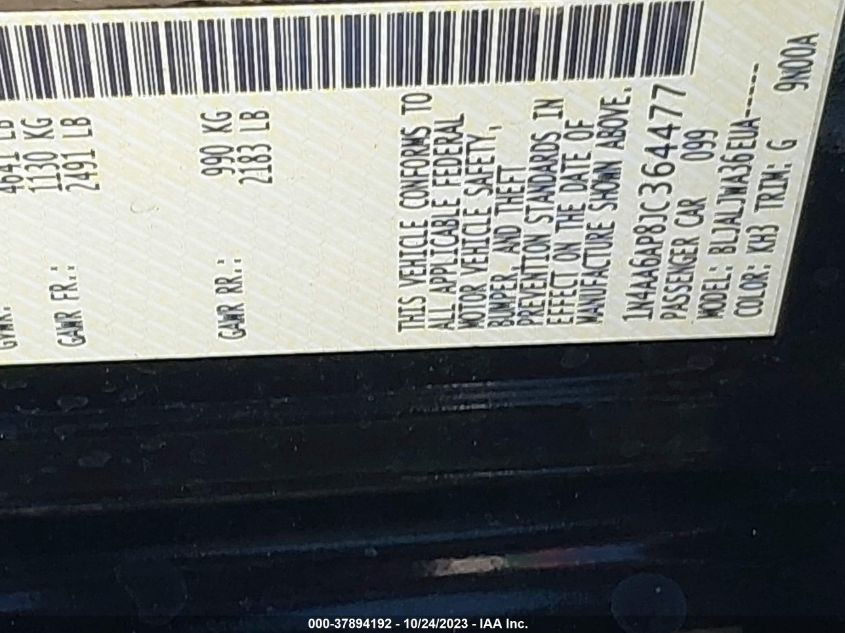 4641 LB
GAWR FR.: 1130 KG
2491 LB
GAWR RR.: 990 KG
2183 LB
THIS VEHICLE CONFORMS TO
ALL APPLICABLE FEDERAL
MOTOR VEHICLE SAFETY,
BUMPER, AND THEFT
PREVENTION STANDARDS IN
EFFECT ON THE DATE OF
MANUFACTURE SHOWN ABOVE.
1N4AA6AP8JC364477
PASSENGER CAR 099
MODEL: BLJALJWA36EUA-----
COLOR: KH3 TRIM: G 9N00A
000-37894192 - 10/24/2023 - IAA Inc.